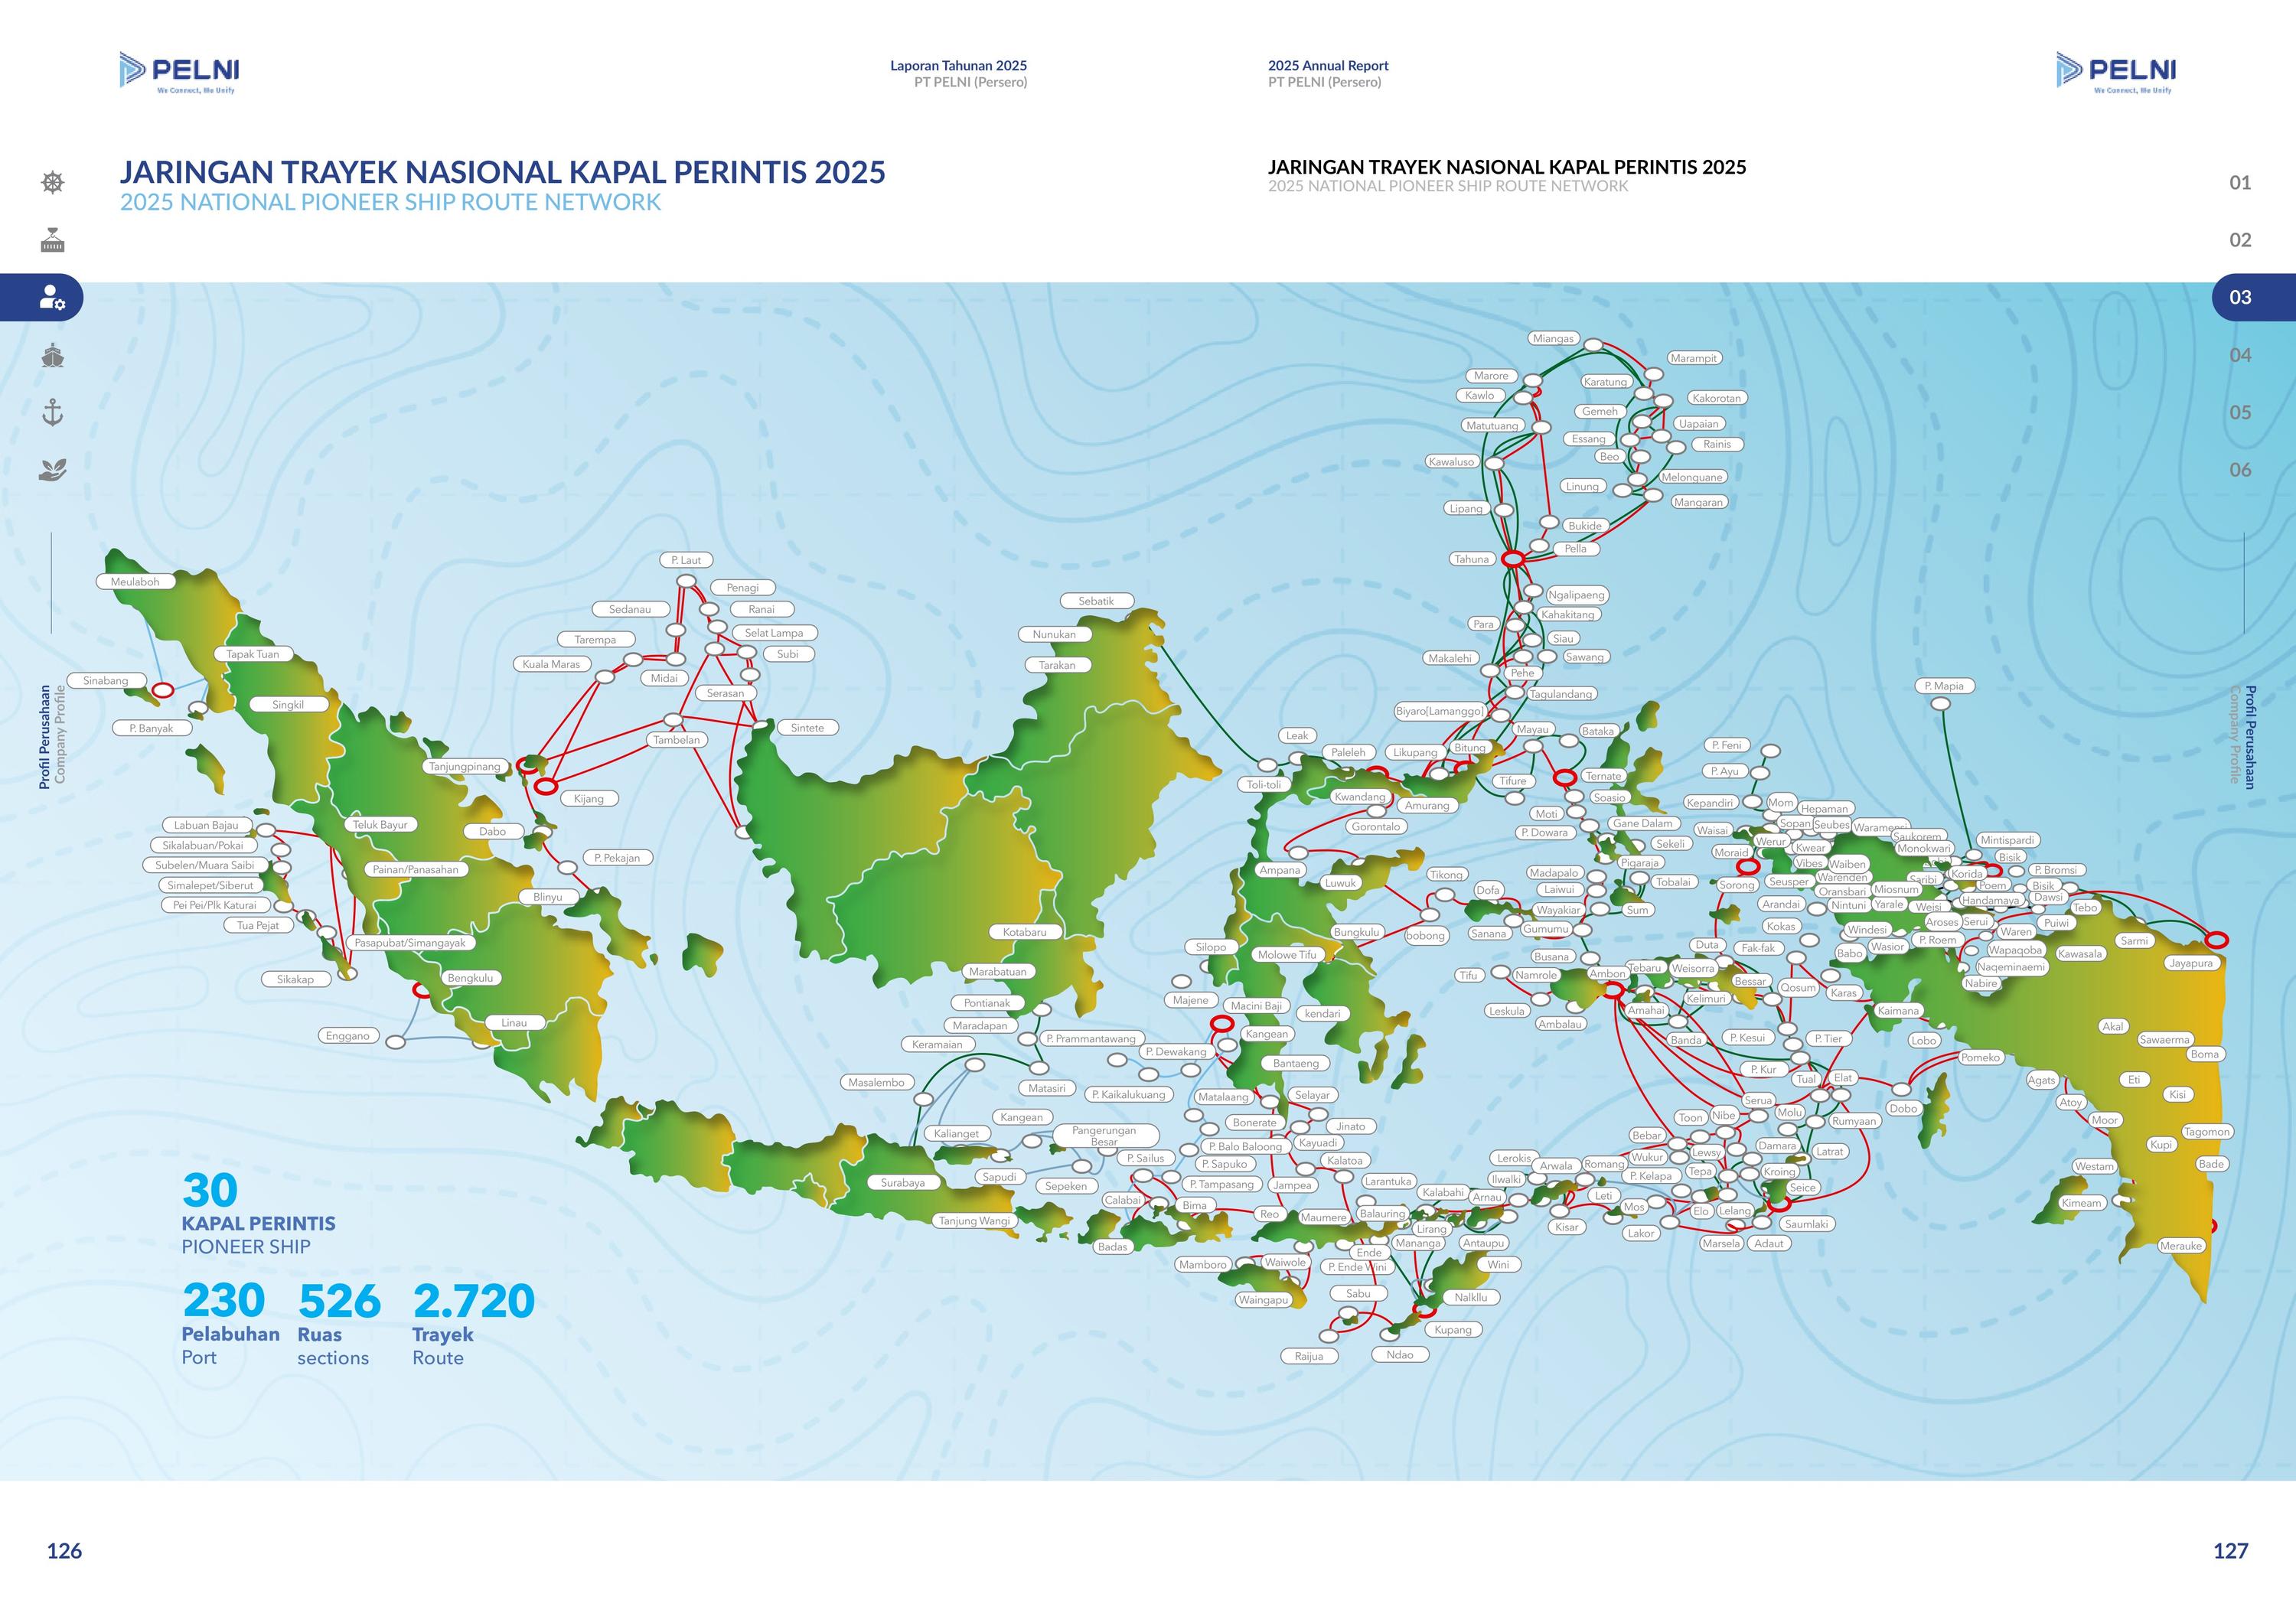 PELNI
We Connect, We Unify
Laporan Tahunan 2025
PT PELNI (Persero)
2025 Annual Report
PT PELNI (Persero)
PELNI
We Connect, We Unify
JARINGAN TRAYEK NASIONAL KAPAL PERINTIS 2025
2025 NATIONAL PIONEER SHIP ROUTE NETWORK
JARINGAN TRAYEK NASIONAL KAPAL PERINTIS 2025
2025 NATIONAL PIONEER SHIP ROUTE NETWORK
01
02
03
04
05
06
Profil Perusahaan
Company Profile
Profil Perusahaan
Company Profile
Meulaboh
Tapak Tuan
Sinabang
Singkil
P. Banyak
Labuan Bajau
Sikalabuan/Pokai
Subelen/Muara Saibi
Simalepet/Siberut
Pei Pei/Plk Katurai
Tua Pejat
Sikakap
Teluk Bayur
Painan/Panasahan
Pasapubat/Simangayak
Bengkulu
Enggano
Linau
Tanjungpinang
Kijang
Dabo
P. Pekajan
Blinyu
P. Laut
Penagi
Sedanau
Ranai
Tarempa
Selat Lampa
Kuala Maras
Subi
Midai
Serasan
Tambelan
Sintete
Sebatik
Nunukan
Tarakan
Kotabaru
Marabatuan
Pontianak
Maradapan
Keramaian
P. Prammantawang
Masalembo
Matasiri
P. Kaikalukuang
P. Dewakang
Kangean
Kalianget
Pangerungan
Besar
Sapudi
Sepeken
Surabaya
Tanjung Wangi
Miangas
Marampit
Marore
Karatung
Kawlo
Kakorotan
Gemeh
Matutuang
Uapaian
Essang
Rainis
Beo
Kawaluso
Melonguane
Linung
Mangaran
Lipang
Bukide
Pella
Tahuna
Ngalipaeng
Kahakitang
Para
Siau
Makalehi
Sawang
Pehe
Tagulandang
Biyaro[Lamanggo]
Mayau
Bataka
Leak
Paleleh
Likupang
Bitung
Toli-toli
Tifure
Ternate
Kwandang
Amurang
Soasio
Gorontalo
Moti
Gane Dalam
P. Dowara
Sekeli
Pigaraja
Ampana
Luwuk
Tikong
Madapalo
Tobalai
Dofa
Laiwui
Wayakiar
Sum
Bungkulu
bobong
Sanana
Gumumu
Silopo
Molowe Tifu
Busana
Tifu
Namrole
Ambon
Tebaru
Weisorra
Majene
Macini Baji
Leskula
Kelimuri
kendari
Amahai
Ambalau
Kangean
Banda
Bantaeng
Matalaang
Selayar
Bonerate
Jinato
P. Balo Baloong
Kayuadi
P. Sailus
P. Sapuko
Kalatoa
P. Tampasang
Jampea
Calabai
Bima
Reo
Badas
Larantuka
Kalabahi
Maumere
Balauring
Arnau
Lirang
Mananga
Antaupu
Ende
Mamboro
Waiwole
P. Ende Wini
Wini
Waingapu
Sabu
Nalkllu
Kupang
Raijua
Ndao
Lerokis
Arwala
Ilwalki
Romang
Leti
Kisar
Mos
Lakor
Elo
Lelang
Marsela
Adaut
Saumlaki
Seice
Kroing
Tepa
P. Kelapa
Wukur
Lewsy
Bebar
Damara
Latrat
Toon
Nibe
Molu
Rumyaan
Serua
Tual
Elat
Dobo
P. Kur
P. Kesui
P. Tier
P. Mapia
P. Feni
P. Ayu
Kepandiri
Mom
Hepaman
Waisai
Sopan
Seubes
Saukorem
Mintispardi
Werur
Kwear
Monokwari
Moraid
Vibes
Waiben
Bisik
Sorong
Seusper
Warenden
Korida
P. Bromsi
Oransbari
Miosnum
Poem
Bisik
Arandai
Nintuni
Yarale
Weisi
Handamaya
Dawsi
Tebo
Kokas
Aroses
Serui
Puiwi
Windesi
Waren
Duta
Fak-fak
Babo
Wasior
P. Roem
Wapaqoba
Kawasala
Sarmi
Jayapura
Naqeminaemi
Bessar
Qosum
Karas
Nabire
Kaimana
Lobo
Pomeko
Akal
Sawaerma
Boma
Agats
Eti
Kisi
Atoy
Moor
Tagomon
Kupi
Westam
Bade
Kimeam
Merauke
30
KAPAL PERINTIS
PIONEER SHIP
230
Pelabuhan
Port
526
Ruas
sections
2.720
Trayek
Route
126
127